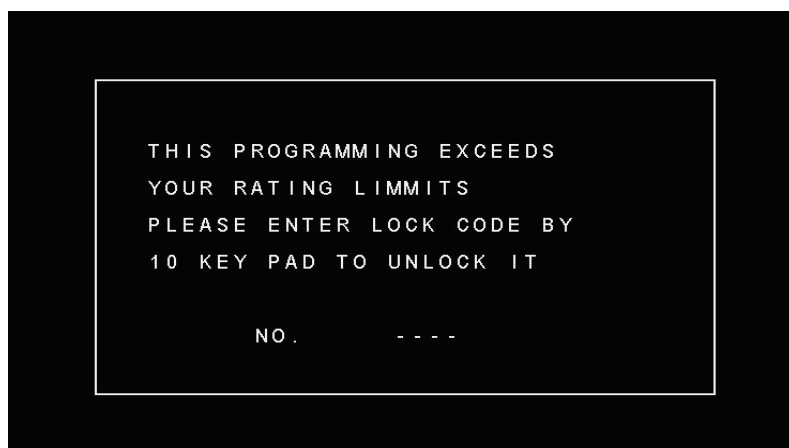 THIS PROGRAMMING EXCEEDS
YOUR RATING LIMMITS
PLEASE ENTER LOCK CODE BY
10 KEY PAD TO UNLOCK IT
NO. ----